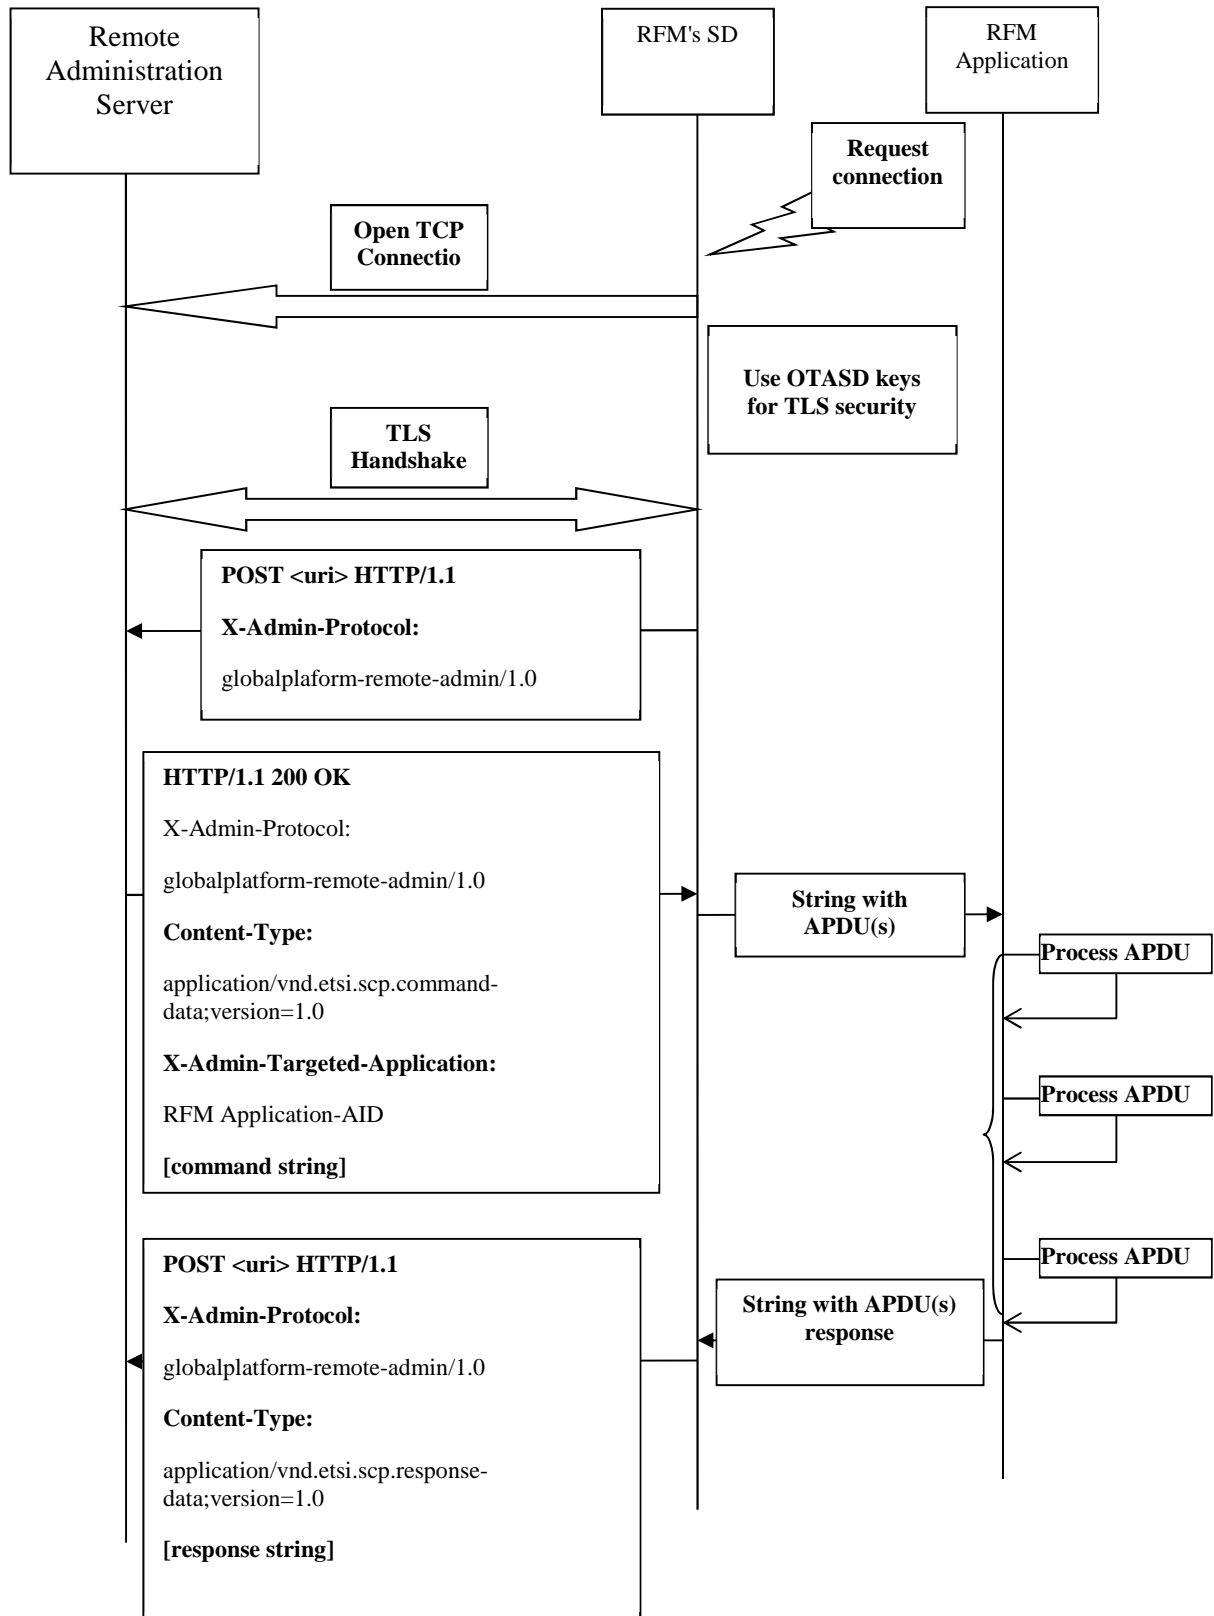 Remote
Administration
Server
RFM's SD
RFM
Application
Request
connection
Open TCP
Connectio
Use OTASD keys
for TLS security
TLS
Handshake
POST <uri> HTTP/1.1
X-Admin-Protocol:
globalplaform-remote-admin/1.0
HTTP/1.1 200 OK
X-Admin-Protocol:
globalplatform-remote-admin/1.0
Content-Type:
application/vnd.etsi.scp.command-
data;version=1.0
X-Admin-Targeted-Application:
RFM Application-AID
[command string]
String with
APDU(s)
Process APDU
Process APDU
Process APDU
String with APDU(s)
response
POST <uri> HTTP/1.1
X-Admin-Protocol:
globalplatform-remote-admin/1.0
Content-Type:
application/vnd.etsi.scp.response-
data;version=1.0
[response string]